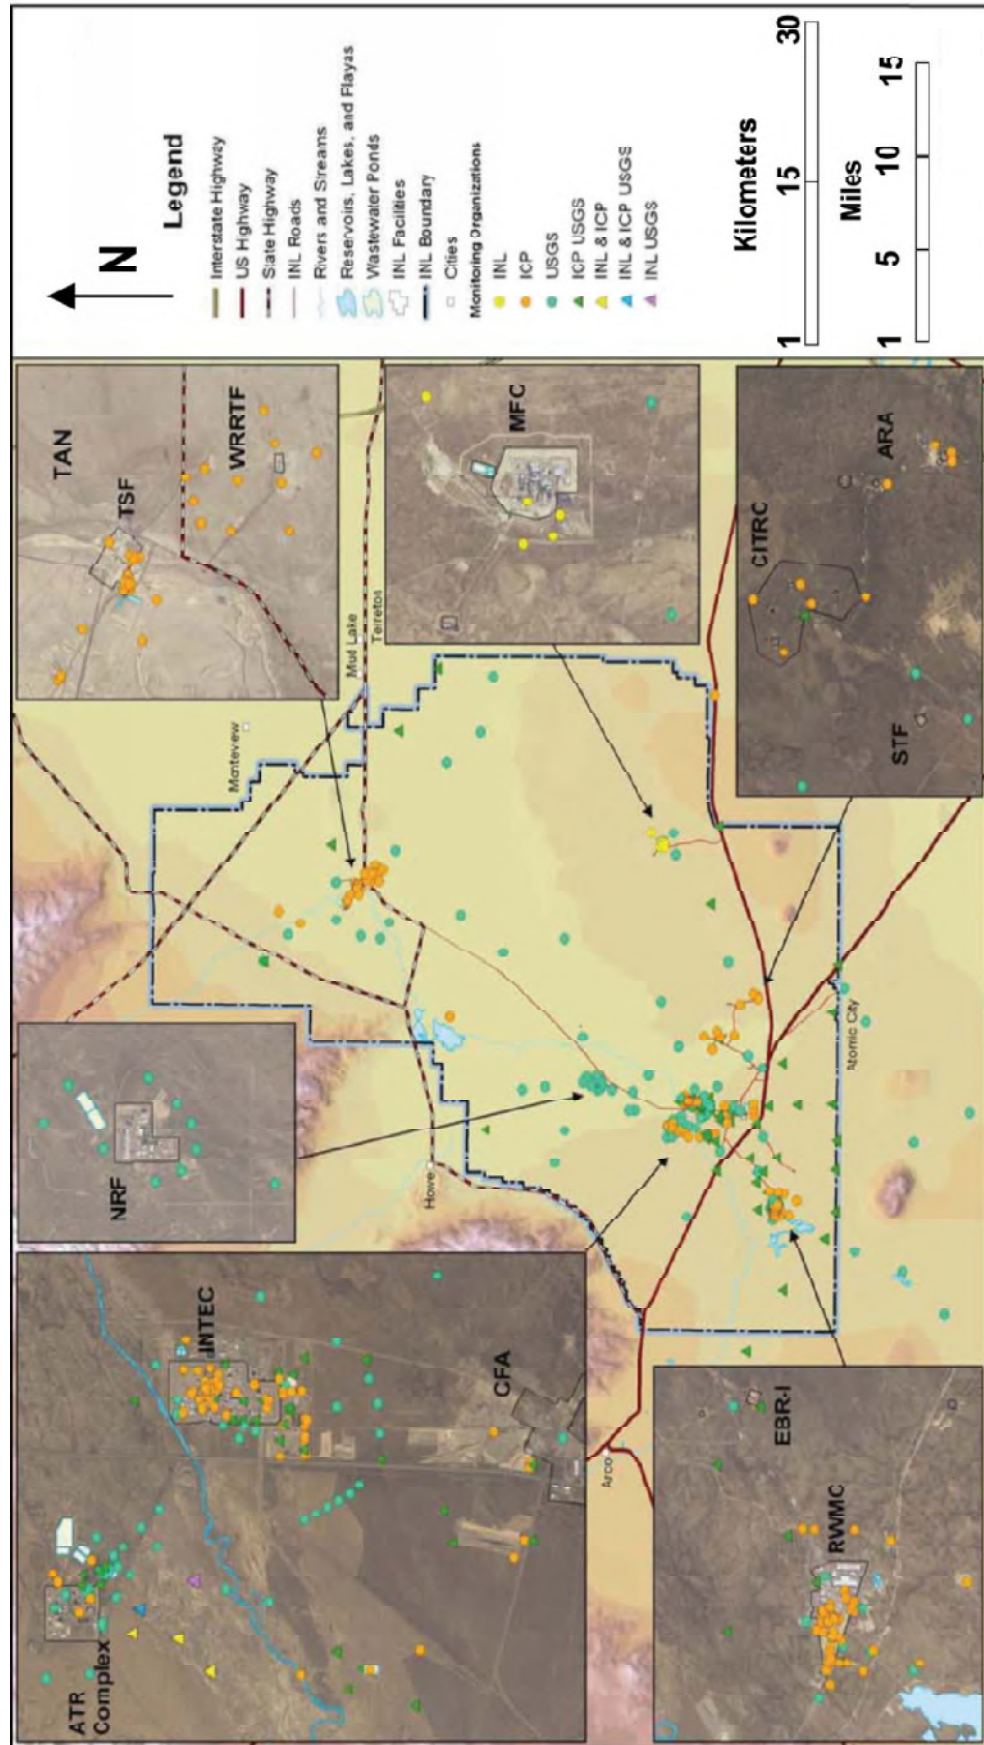 N
Legend
Interstate Highway
US Highway
State Highway
INL Roads
Rivers and Streams
Reservoirs, Lakes, and Playas
Wastewater Ponds
INL Facilities
INL Boundary
Cities
Monitoring Organizations
INL
ICP
USGS
ICP USGS
INL & ICP
INL & ICP USGS
INL USGS
Kilometers
1 15 30
Miles
1 5 10 15
ATR
Complex
INTEC
CFA
NRF
TAN
TSF
WRRTF
MFC
CITRC
ARA
STF
RWMC
EBR-I
Monteview
Mud Lake
Terreton
Howe
Arco
Atomic City